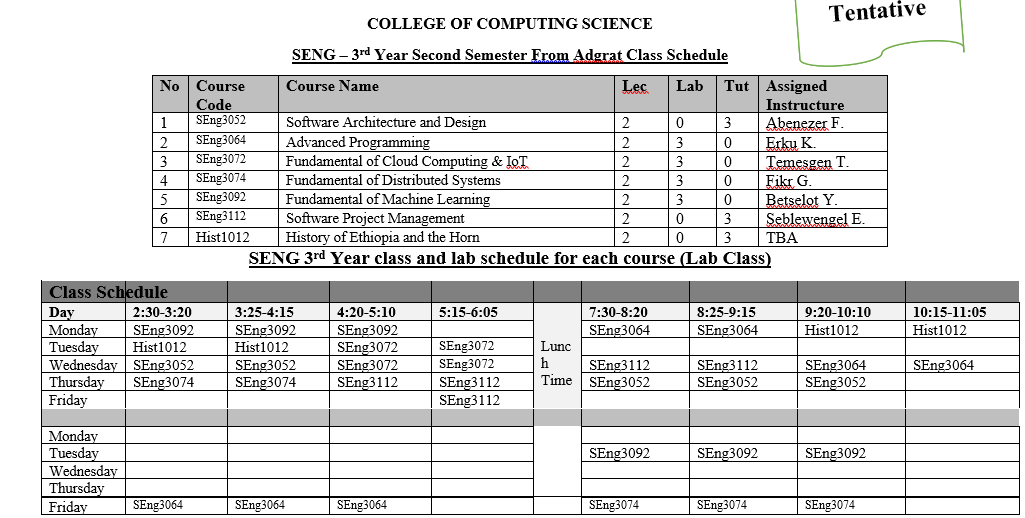 Tentative
COLLEGE OF COMPUTING SCIENCE
SENG – 3rd Year Second Semester From Adgrat Class Schedule
No Course Code Course Name Lec Lab Tut Assigned Instructure
1 SEng3052 Software Architecture and Design 2 0 3 Abenezer F.
2 SEng3064 Advanced Programming 2 3 0 Erku K.
3 SEng3072 Fundamental of Cloud Computing & IoT 2 3 0 Temesgen T.
4 SEng3074 Fundamental of Distributed Systems 2 3 0 Fikr G.
5 SEng3092 Fundamental of Machine Learning 2 3 0 Betselot Y.
6 SEng3112 Software Project Management 2 0 3 Seblewengel E.
7 Hist1012 History of Ethiopia and the Horn 2 0 3 TBA
SENG 3rd Year class and lab schedule for each course (Lab Class)
Class Schedule
Day 2:30-3:20 3:25-4:15 4:20-5:10 5:15-6:05 Lunch Time 7:30-8:20 8:25-9:15 9:20-10:10 10:15-11:05
Monday SEng3092 SEng3092 SEng3092 SEng3064 SEng3064 Hist1012 Hist1012
Tuesday Hist1012 Hist1012 SEng3072 SEng3072
Wednesday SEng3052 SEng3052 SEng3072 SEng3072 SEng3112 SEng3112 SEng3064 SEng3064
Thursday SEng3074 SEng3074 SEng3112 SEng3112 SEng3052 SEng3052 SEng3052
Friday SEng3112
Monday
Tuesday SEng3092 SEng3092 SEng3092
Wednesday
Thursday
Friday SEng3064 SEng3064 SEng3064 SEng3074 SEng3074 SEng3074